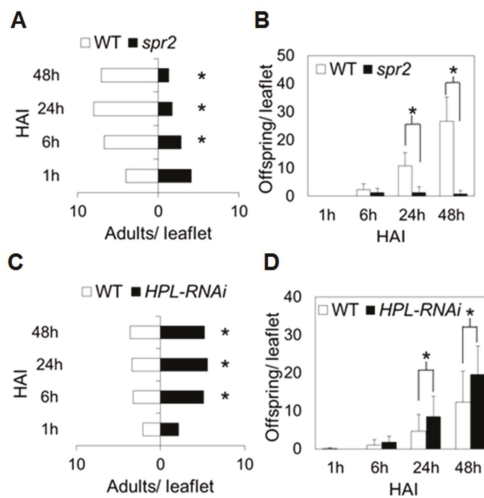 A
WT spr2
48h *
24h *
6h *
1h
HAI
10 0 10
Adults/ leaflet
B
50
40
30
20
10
0
Offspring/ leaflet
WT
spr2
* *
1h 6h 24h 48h
HAI
C
WT HPL-RNAi
48h *
24h *
6h *
1h
HAI
10 0 10
Adults/ leaflet
D
40
30
20
10
0
Offspring/ leaflet
WT HPL-RNAi
* *
1h 6h 24h 48h
HAI